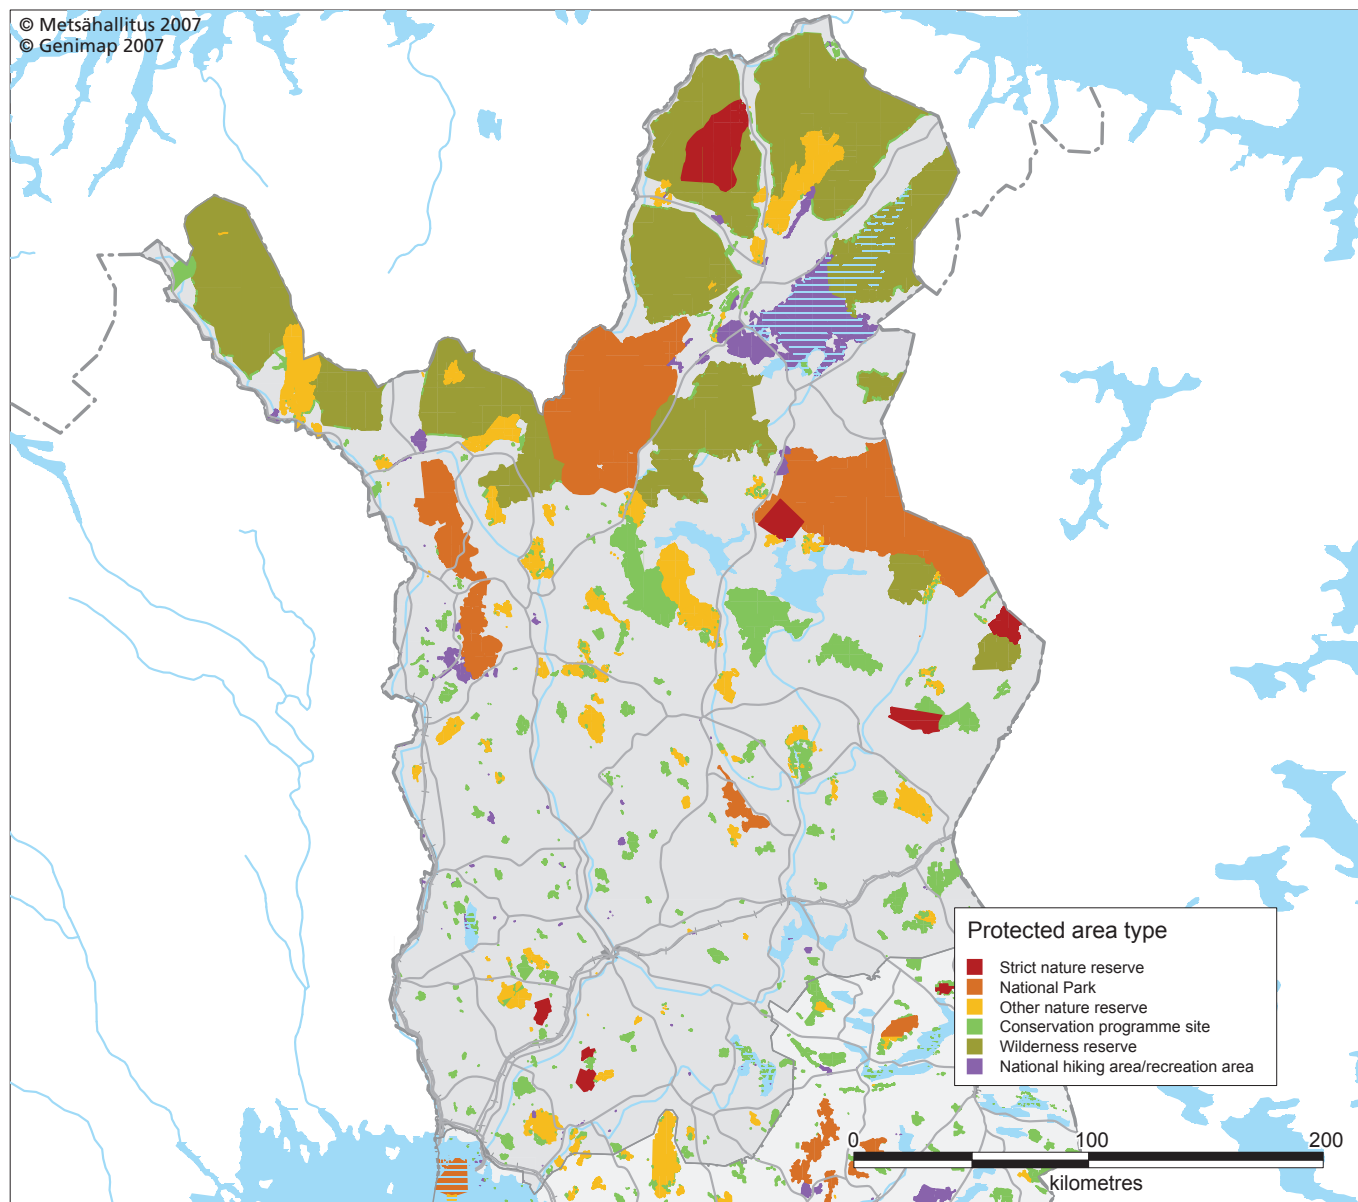 © Metsähallitus 2007
© Genimap 2007
Protected area type
Strict nature reserve
National Park
Other nature reserve
Conservation programme site
Wilderness reserve
National hiking area/recreation area
0 100 200
kilometres